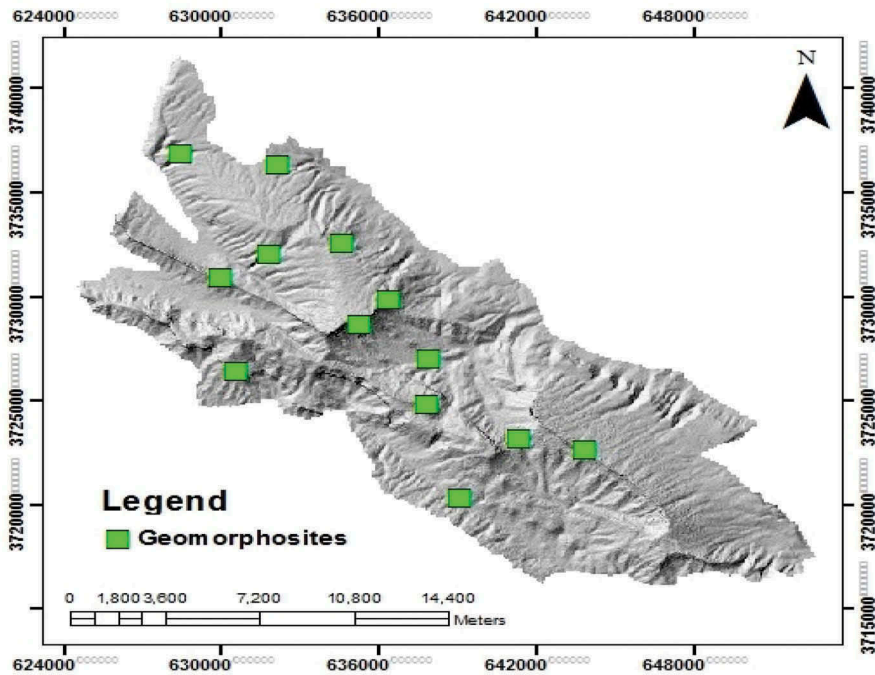 624000 630000 636000 642000 648000
N
3740000 3740000
3735000 3735000
3730000 3730000
3725000 3725000
3720000 3720000
3715000
Legend
Geomorphosites
0 1,800 3,600 7,200 10,800 14,400
Meters
624000 630000 636000 642000 648000